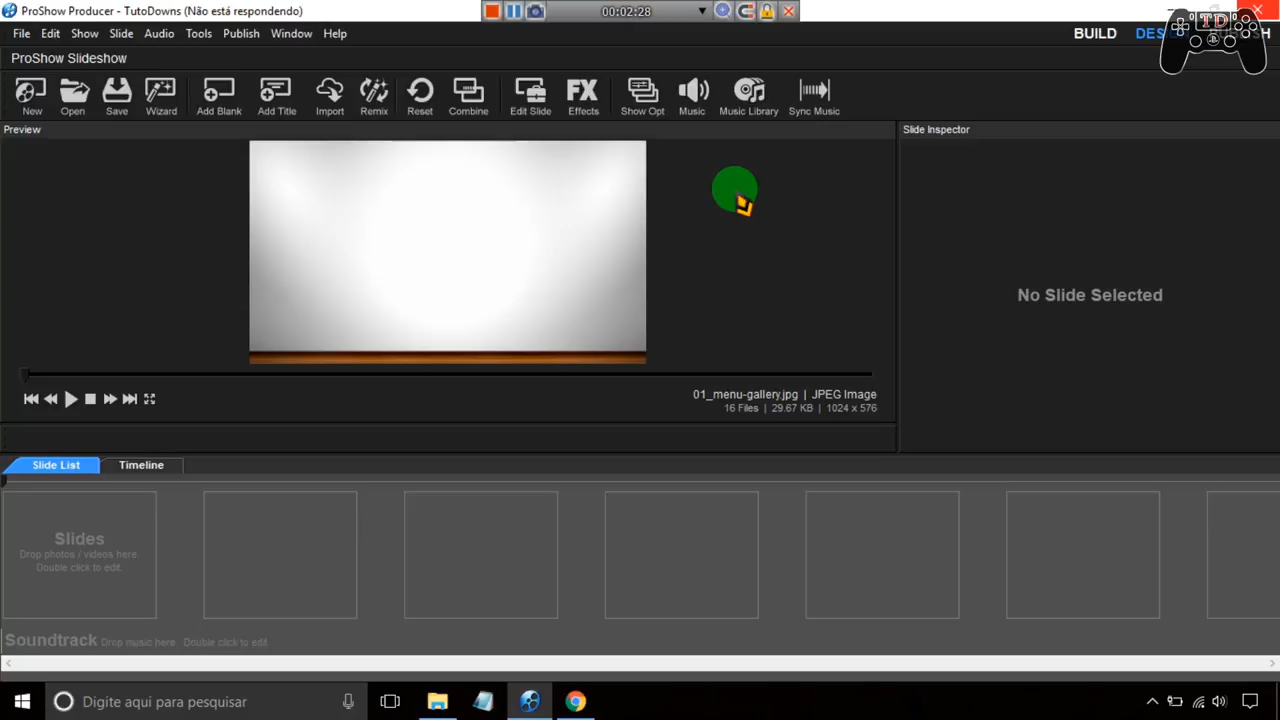 ProShow Producer - TutoDowns (Não está respondendo)
00:02:28
File Edit Show Slide Audio Tools Publish Window Help
BUILD
TD
ProShow Slideshow
New Open Save Wizard Add Blank Add Title Import Remix Reset Combine Edit Slide FX Effects Show Opt Music Music Library Sync Music
Preview
Slide Inspector
No Slide Selected
01_menu-gallery.jpg | JPEG Image
16 Files | 29.67 KB | 1024 x 576
Slide List Timeline
Slides
Drop photos / videos here.
Double click to edit.
Soundtrack Drop music here. Double click to edit.
Digite aqui para pesquisar